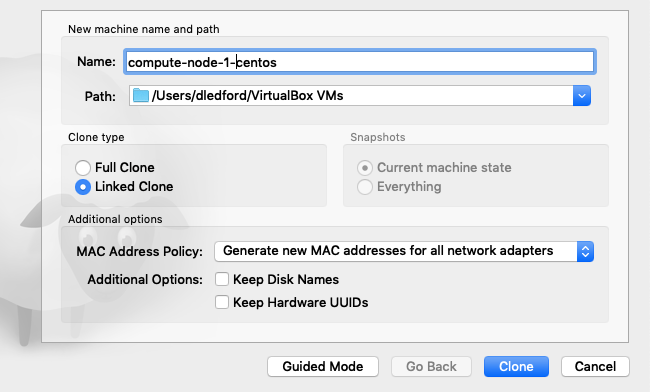 New machine name and path
Name: compute-node-1-centos
Path: /Users/dledford/VirtualBox VMs
Clone type
Full Clone
Linked Clone
Snapshots
Current machine state
Everything
Additional options
MAC Address Policy: Generate new MAC addresses for all network adapters
Additional Options: Keep Disk Names
Keep Hardware UUIDs
Guided Mode Go Back Clone Cancel